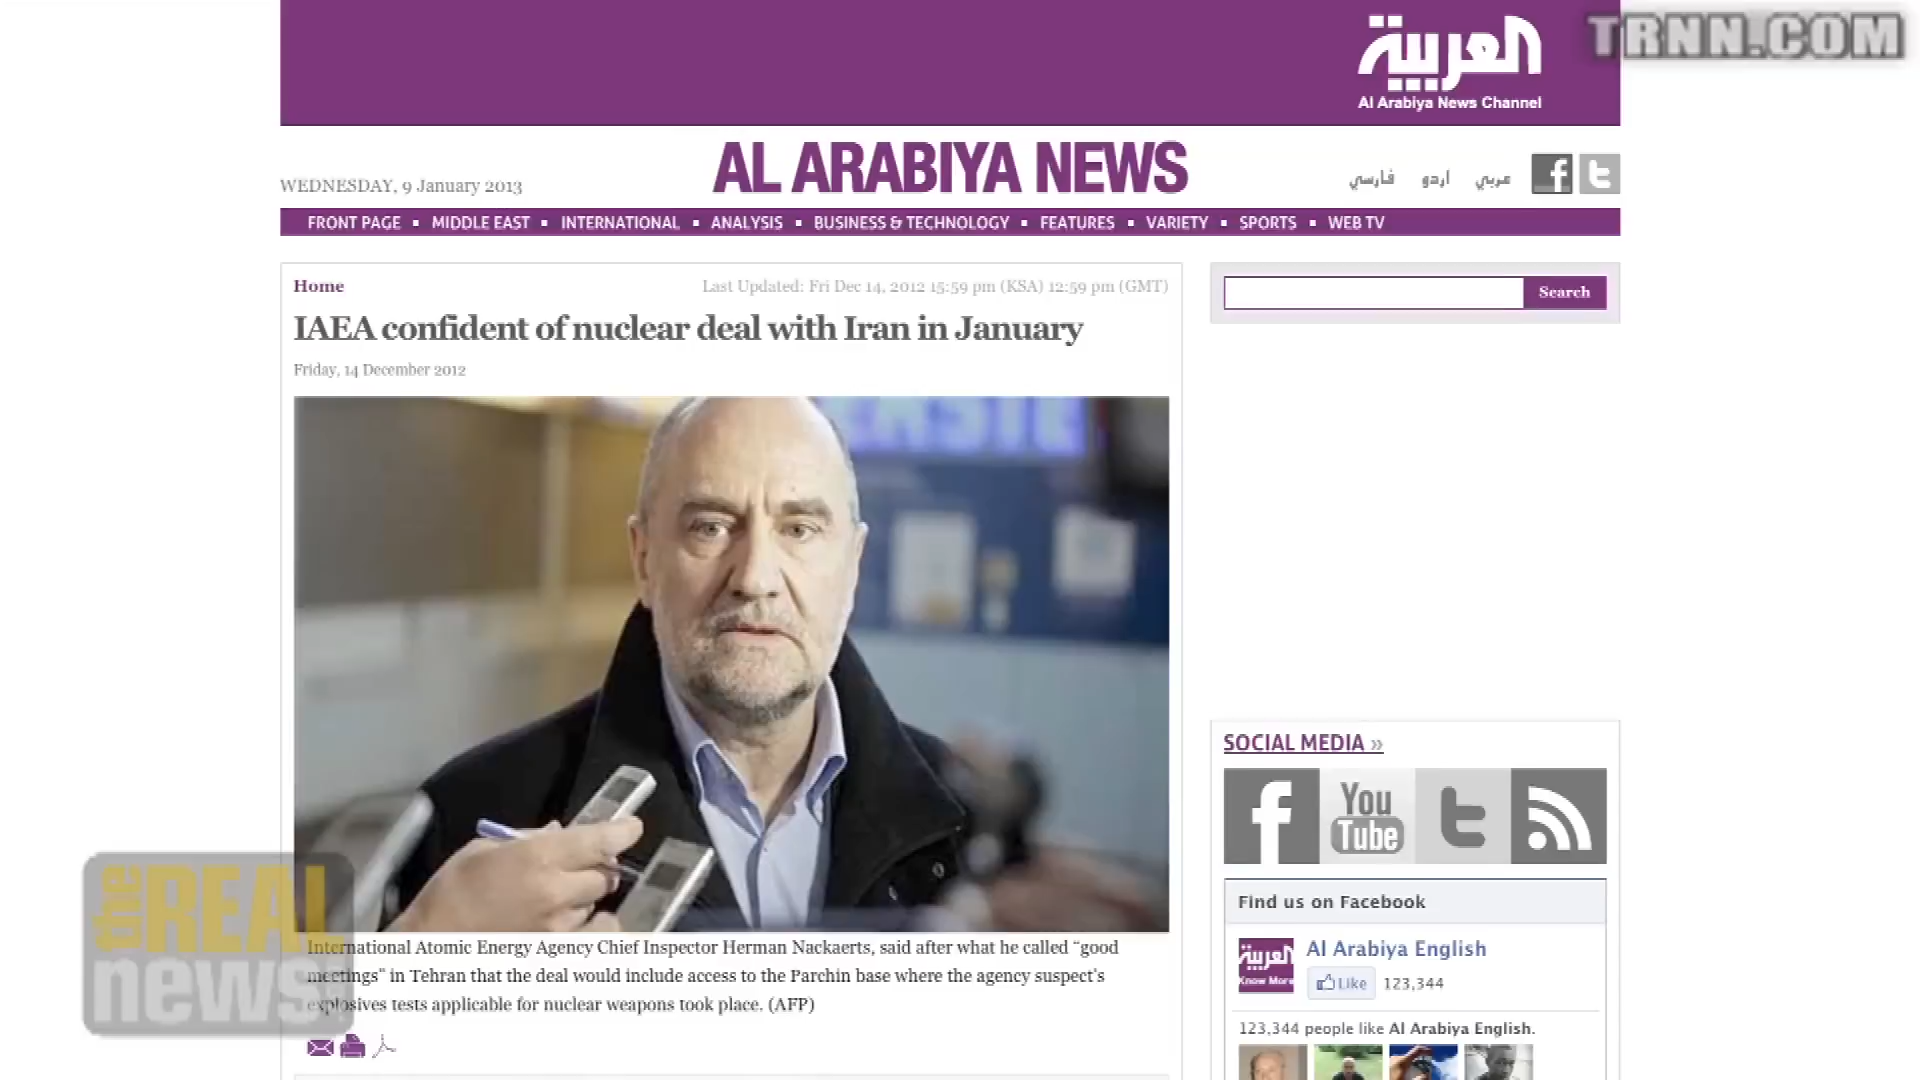 TRNN.COM
العربية
Al Arabiya News Channel
AL ARABIYA NEWS
WEDNESDAY, 9 January 2013
فارسي اردو عربي
FRONT PAGE ▪ MIDDLE EAST ▪ INTERNATIONAL ▪ ANALYSIS ▪ BUSINESS & TECHNOLOGY ▪ FEATURES ▪ VARIETY ▪ SPORTS ▪ WEB TV
Home
Last Updated: Fri Dec 14, 2012 15:59 pm (KSA) 12:59 pm (GMT)
Search
IAEA confident of nuclear deal with Iran in January
Friday, 14 December 2012
International Atomic Energy Agency Chief Inspector Herman Nackaerts, said after what he called “good
meetings” in Tehran that the deal would include access to the Parchin base where the agency suspect's
explosives tests applicable for nuclear weapons took place. (AFP)
the REAL
news
SOCIAL MEDIA »
You
Tube
Find us on Facebook
العربية
Know More
Al Arabiya English
Like 123,344
123,344 people like Al Arabiya English.